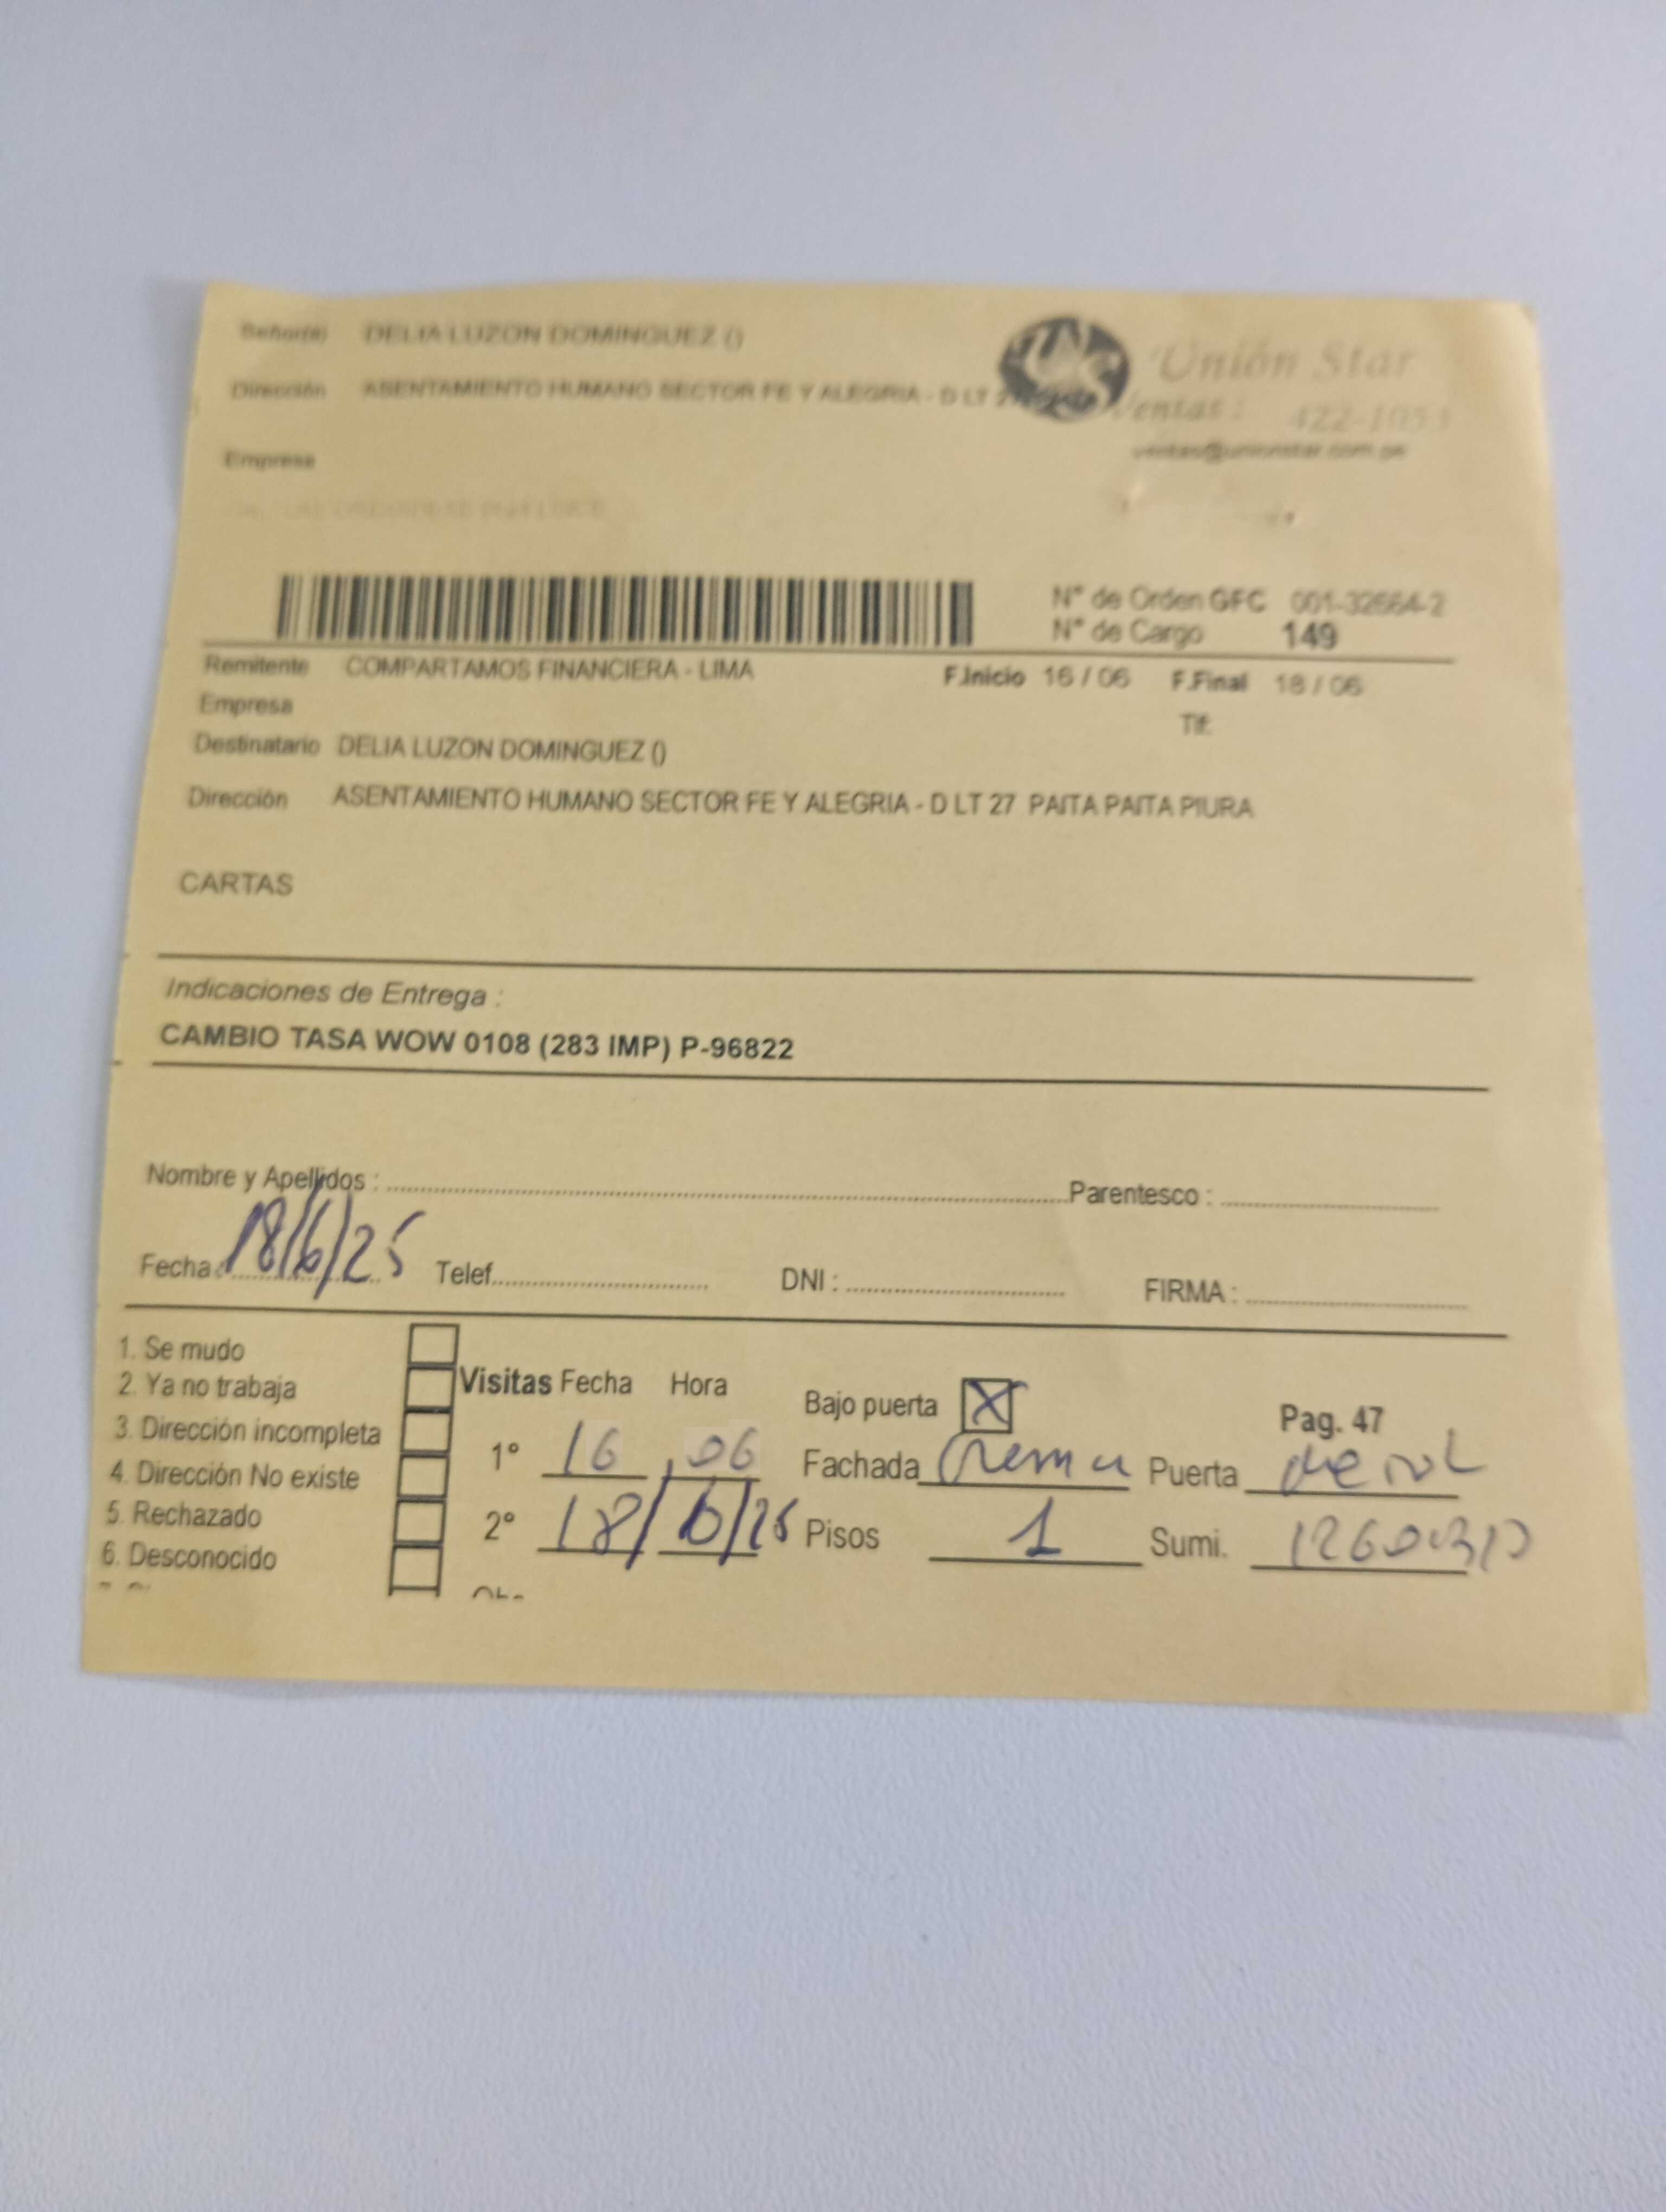 Señor(a) DELIA LUZON DOMINGUEZ ()
Dirección ASENTAMIENTO HUMANO SECTOR FE Y ALEGRIA - D LT
Unión Star
Ventas : 422-1053
ventas@unionstar.com.pe
Empresa
N° de Orden GFC 001-32664-2
N° de Cargo 149
Remitente COMPARTAMOS FINANCIERA - LIMA F.Inicio 16 / 06 F.Final 18 / 06
Empresa Tlf:
Destinatario DELIA LUZON DOMINGUEZ ()
Dirección ASENTAMIENTO HUMANO SECTOR FE Y ALEGRIA - D LT 27 PAITA PAITA PIURA
CARTAS
Indicaciones de Entrega :
CAMBIO TASA WOW 0108 (283 IMP) P-96822
Nombre y Apellidos : Parentesco :
Fecha : 18/6/25 Telef. DNI : FIRMA :
1. Se mudo
2. Ya no trabaja
3. Dirección incompleta
4. Dirección No existe
5. Rechazado
6. Desconocido
Visitas Fecha Hora
1° 16 06
2° 18/6/25
Bajo puerta X
Pag. 47
Fachada Crema Puerta
Pisos 1 Sumi.